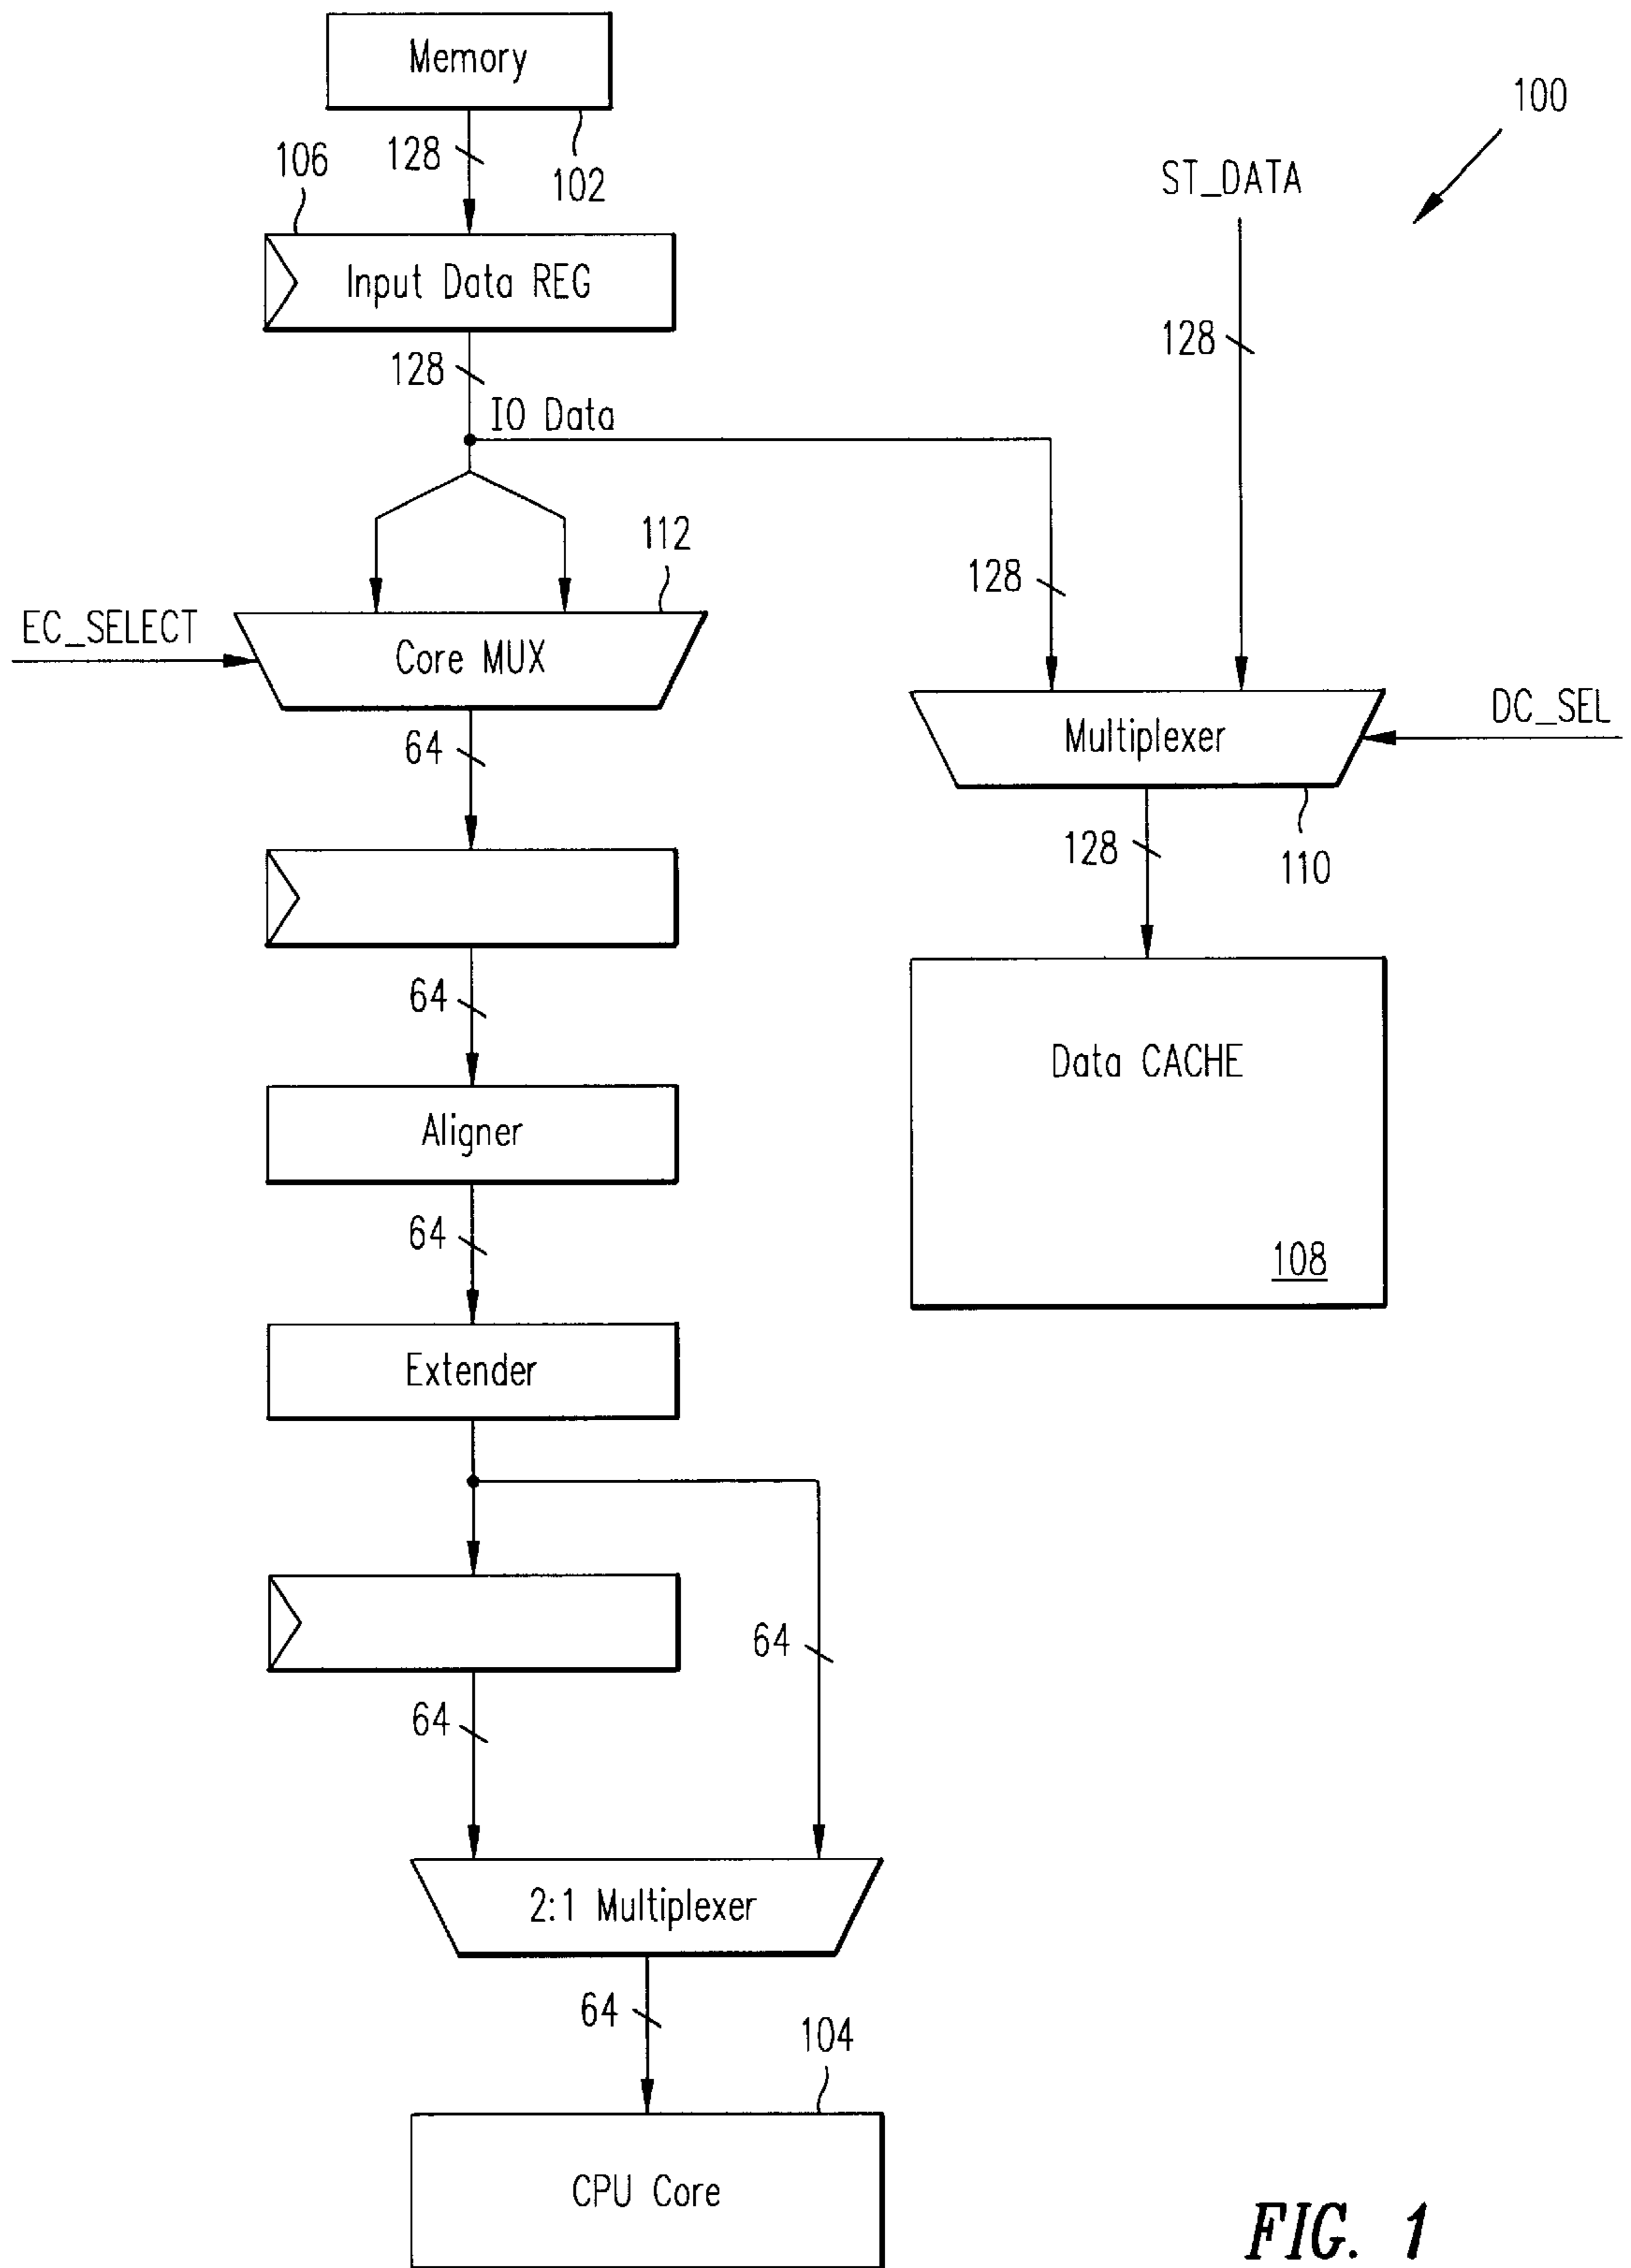 Memory
100
128
106
102
ST_DATA
Input Data REG
128
128
IO Data
112
128
EC_SELECT
Core MUX
DC_SEL
Multiplexer
64
128
110
64
Data CACHE
Aligner
64
108
Extender
64
64
2:1 Multiplexer
64
104
CPU Core
FIG. 1